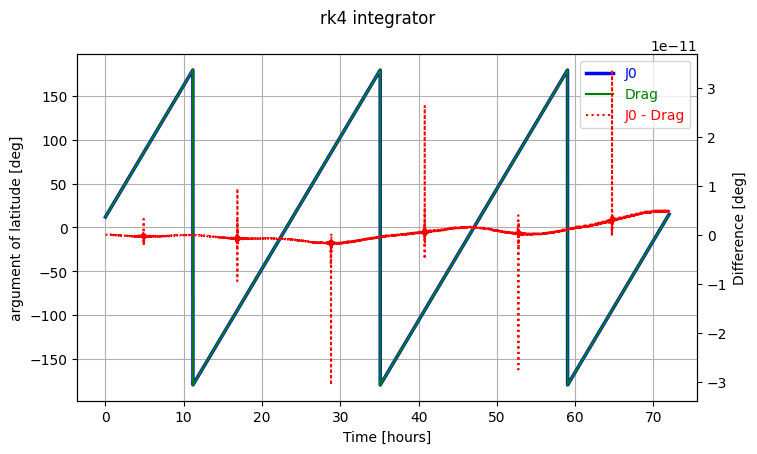 rk4 integrator
1e−11
J0
Drag
J0 - Drag
150
100
50
0
−50
−100
−150
argument of latitude [deg]
3
2
1
0
−1
−2
−3
Difference [deg]
0 10 20 30 40 50 60 70
Time [hours]